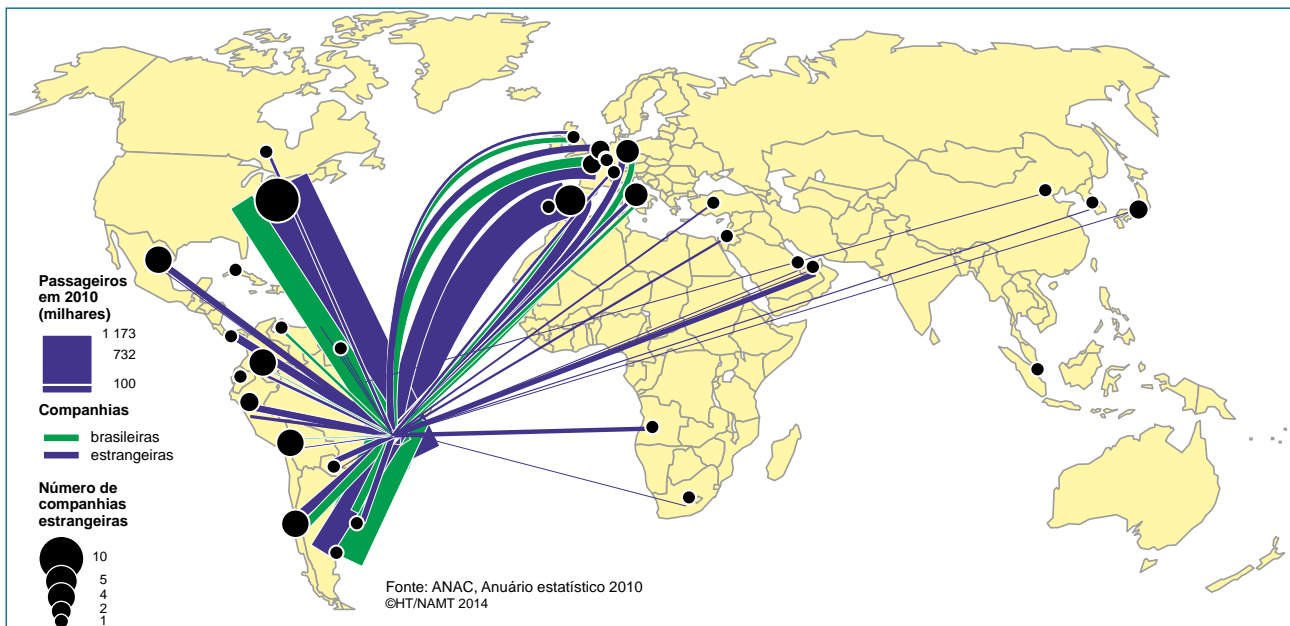 Passageiros
em 2010
(milhares)
1 173
732
100
Companhias
brasileiras
estrangeiras
Número de
companhias
estrangeiras
10
5
4
2
1
Fonte: ANAC, Anuário estatístico 2010
©HT/NAMT 2014